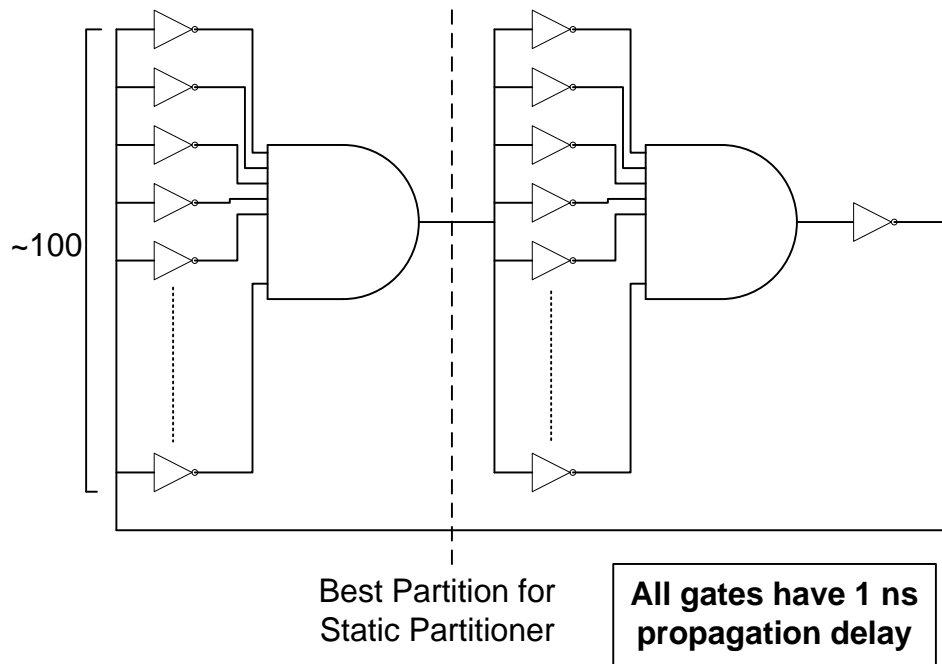 ~100
Best Partition for
Static Partitioner
All gates have 1 ns
propagation delay